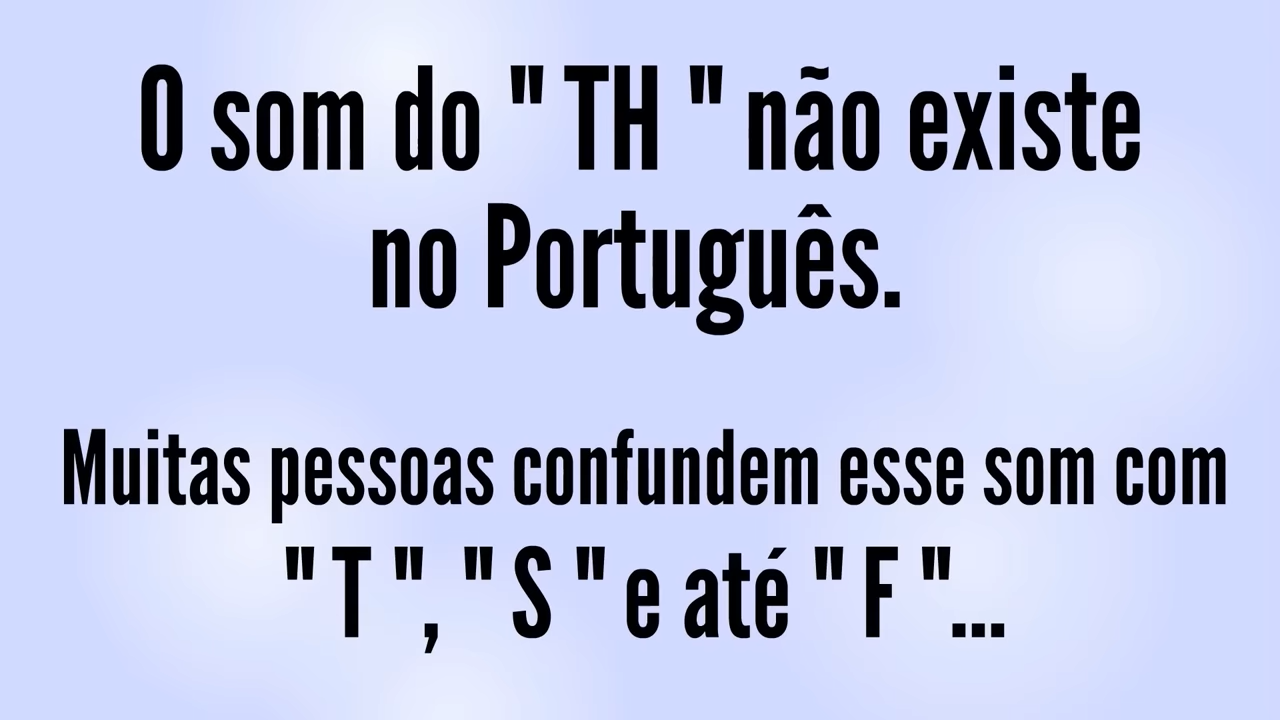 O som do " TH " não existe
no Português.
Muitas pessoas confundem esse som com
" T ", " S " e até " F "...